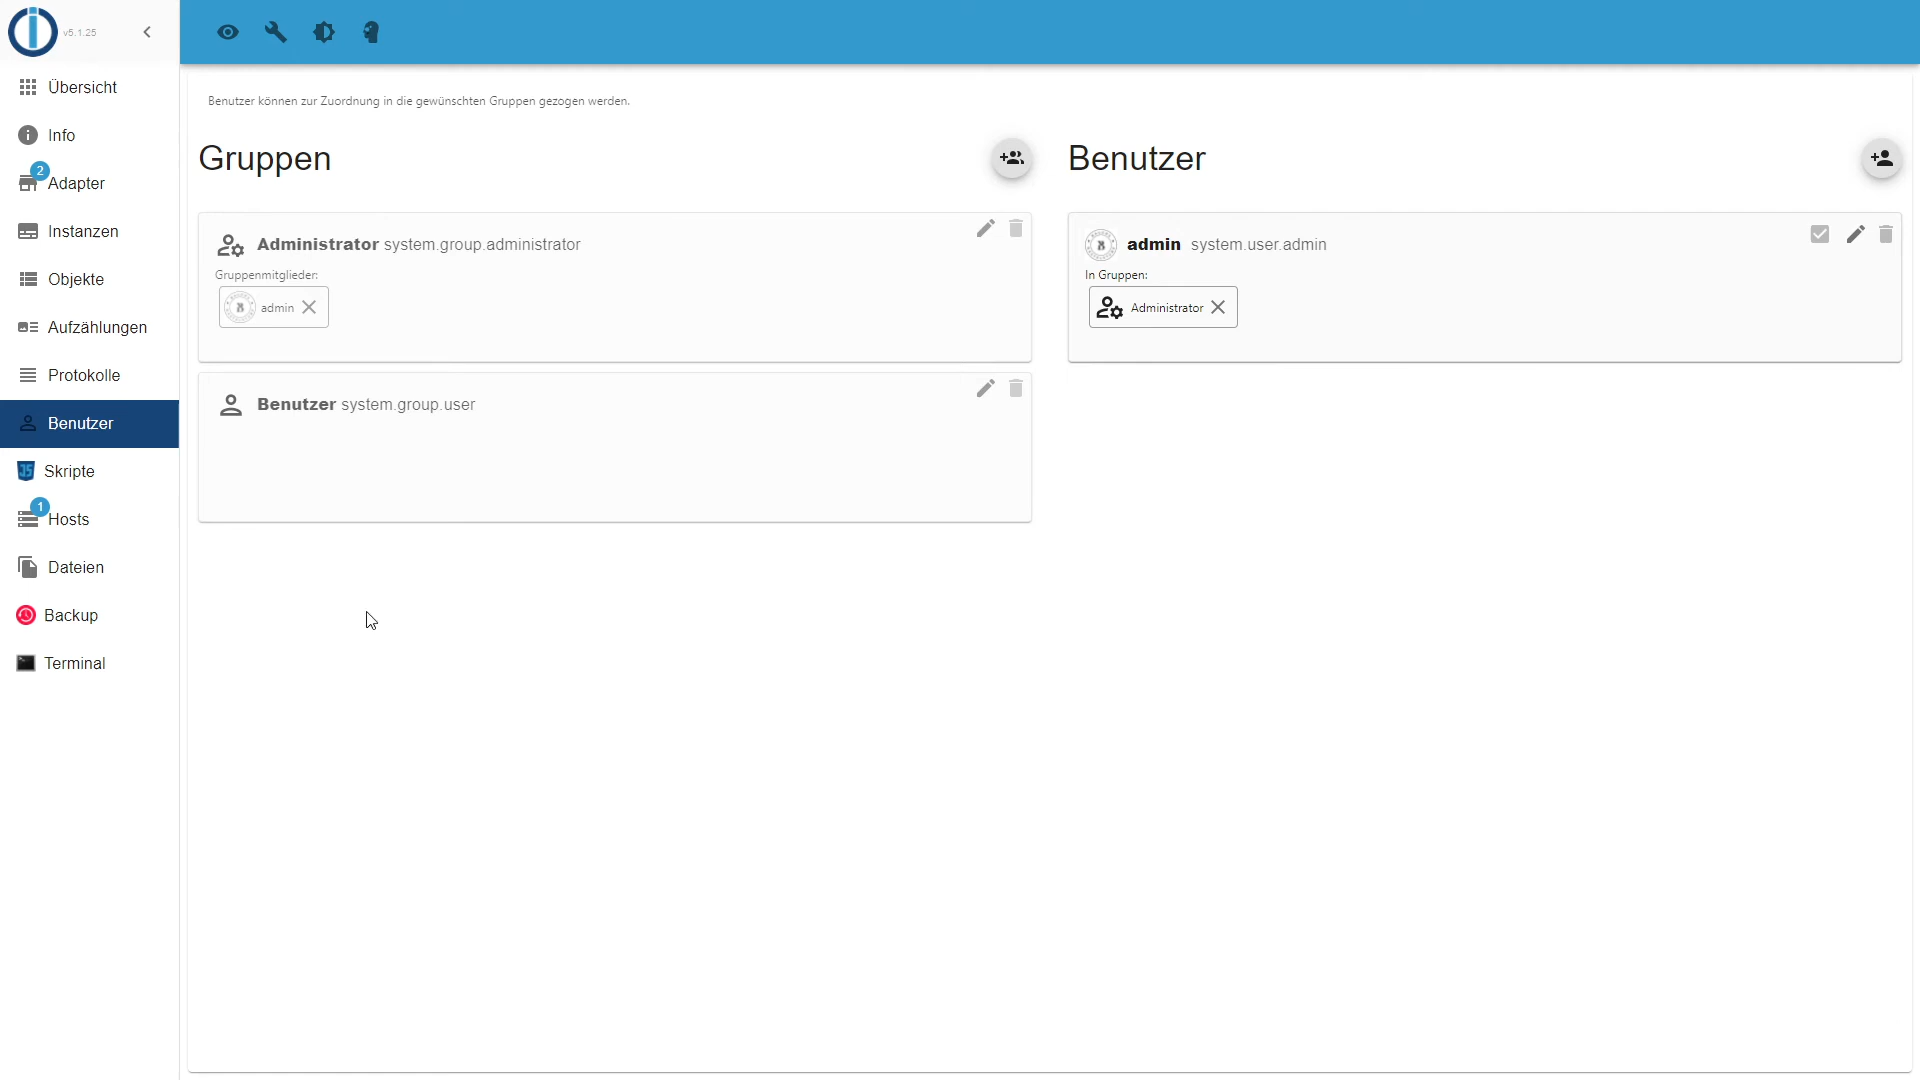 v5.1.25
Übersicht
Info
2
Adapter
Instanzen
Objekte
Aufzählungen
Protokolle
Benutzer
Skripte
1
Hosts
Dateien
Backup
Terminal
Benutzer können zur Zuordnung in die gewünschten Gruppen gezogen werden.
Gruppen
Administrator system.group.administrator
Gruppenmitglieder:
admin
Benutzer system.group.user
Benutzer
admin system.user.admin
In Gruppen:
Administrator